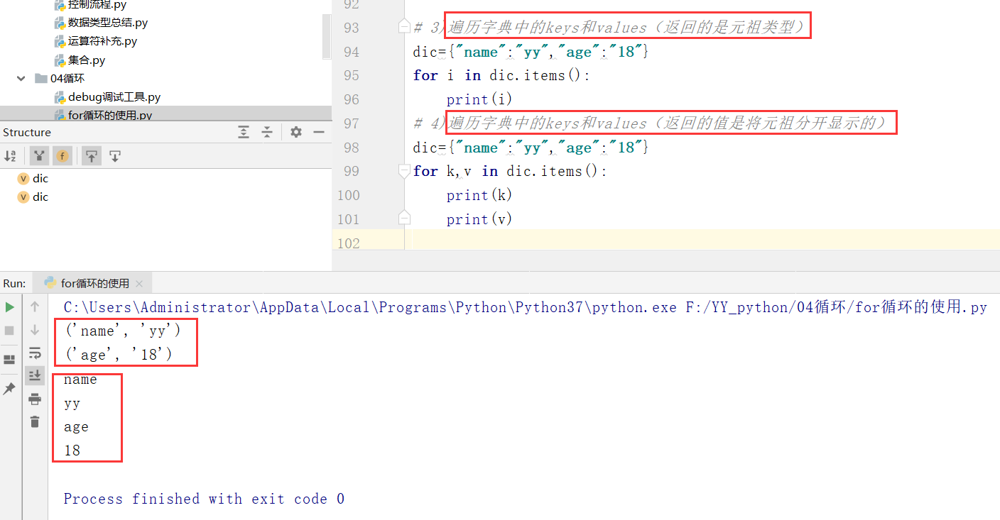 控制流程.py
数据类型总结.py
运算符补充.py
集合.py
04循环
debug调试工具.py
for循环的使用.py
Structure
f
V dic
V dic
92
93 # 3)遍历字典中的keys和values（返回的是元祖类型）
94 dic={"name":"yy","age":"18"}
95 for i in dic.items():
96 print(i)
97 # 4)遍历字典中的keys和values（返回的值是将元祖分开显示的）
98 dic={"name":"yy","age":"18"}
99 for k,v in dic.items():
100 print(k)
101 print(v)
102
Run: for循环的使用
C:\Users\Administrator\AppData\Local\Programs\Python\Python37\python.exe F:/YY_python/04循环/for循环的使用.py
('name', 'yy')
('age', '18')
name
yy
age
18
Process finished with exit code 0